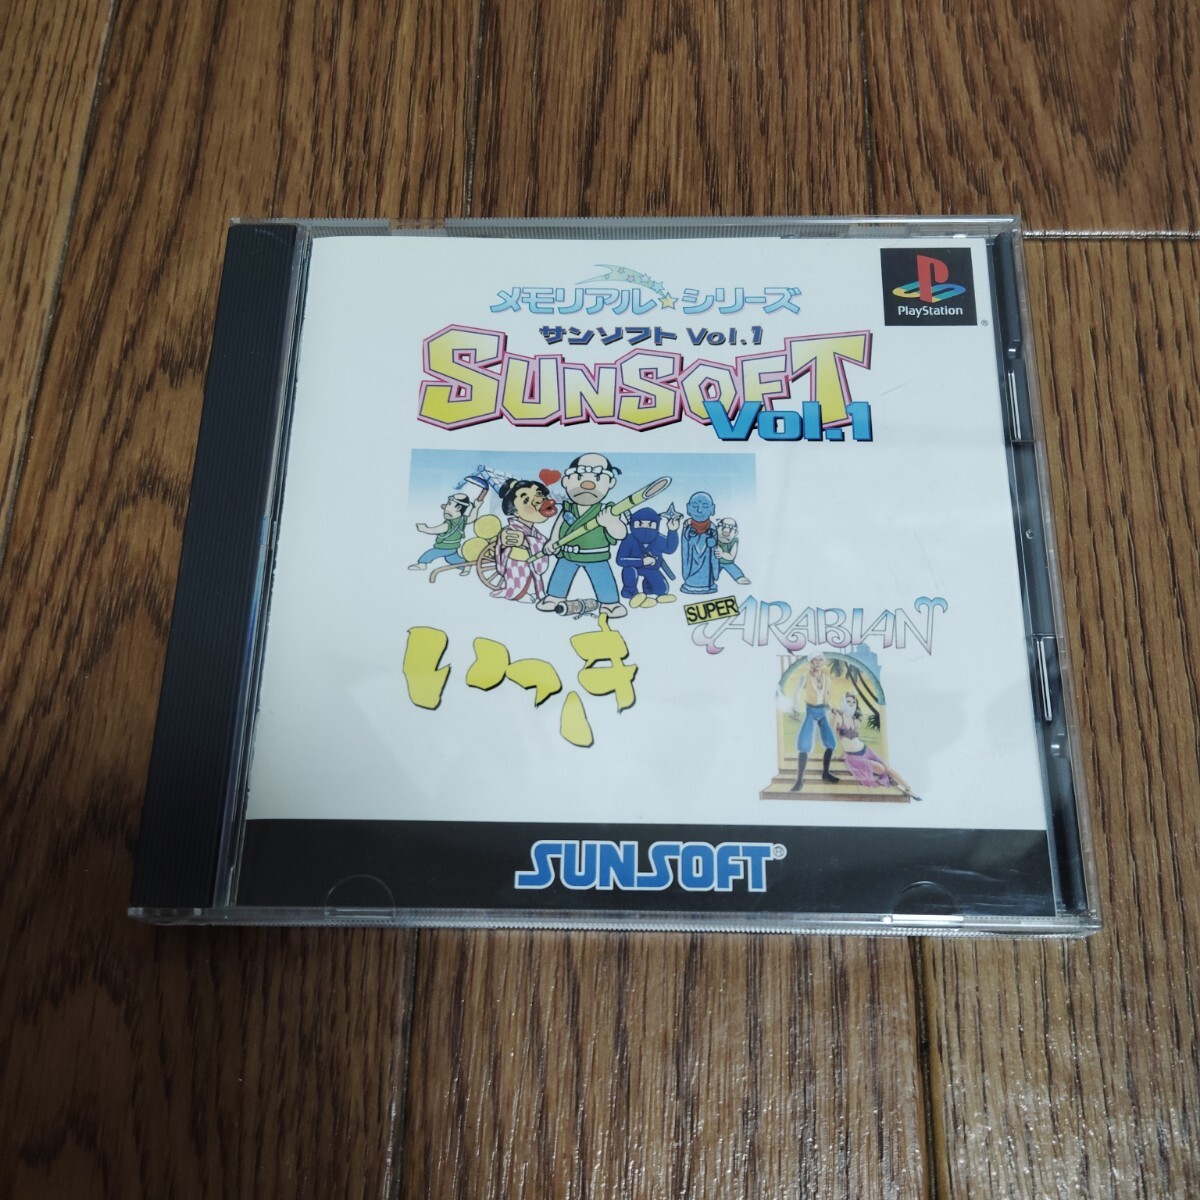 メモリアル☆シリーズ
PlayStation
®
サンソフト Vol.1
SUNSOFT
Vol.1
SUPER ARABIAN
いっき
SUNSOFT®